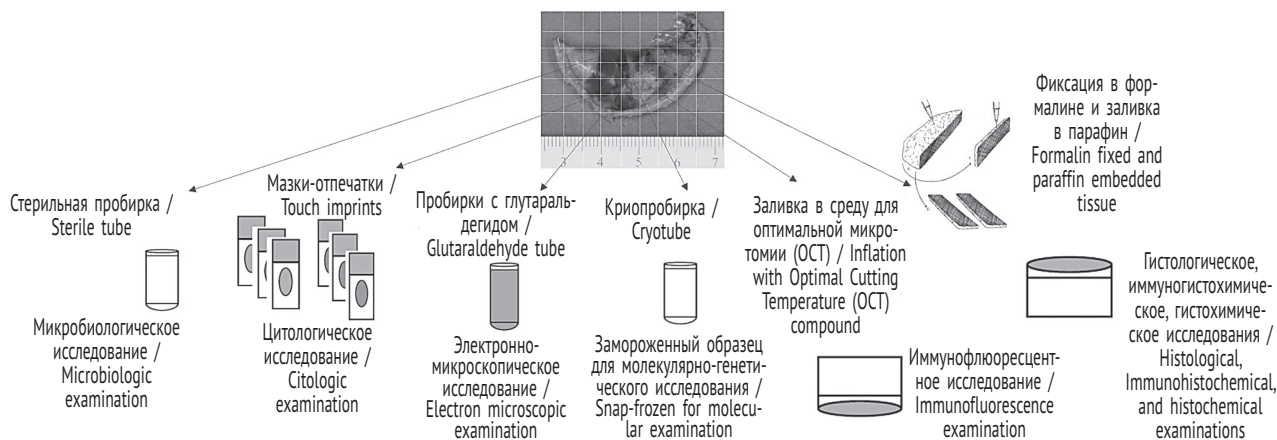 3 4 5 6 7
Стерильная пробирка /
Sterile tube
Микробиологическое
исследование /
Microbiologic
examination
Мазки-отпечатки /
Touch imprints
Цитологическое
исследование /
Citologic
examination
Пробирки с глутараль-
дегидом /
Glutaraldehyde tube
Электронно-
микроскопическое
исследование /
Electron microscopic
examination
Криопробирка /
Cryotube
Замороженный образец
для молекулярно-гене-
тического исследования /
Snap-frozen for molecu-
lar examination
Заливка в среду для
оптимальной микро-
томии (ОСТ) / Inflation
with Optimal Cutting
Temperature (OCT)
compound
Иммунофлюоресцент-
ное исследование /
Immunofluorescence
examination
Фиксация в фор-
малине и заливка
в парафин /
Formalin fixed and
paraffin embedded
tissue
Гистологическое,
иммуногистохимиче-
ское, гистохимиче-
ское исследования /
Histological,
Immunohistochemical,
and histochemical
examinations